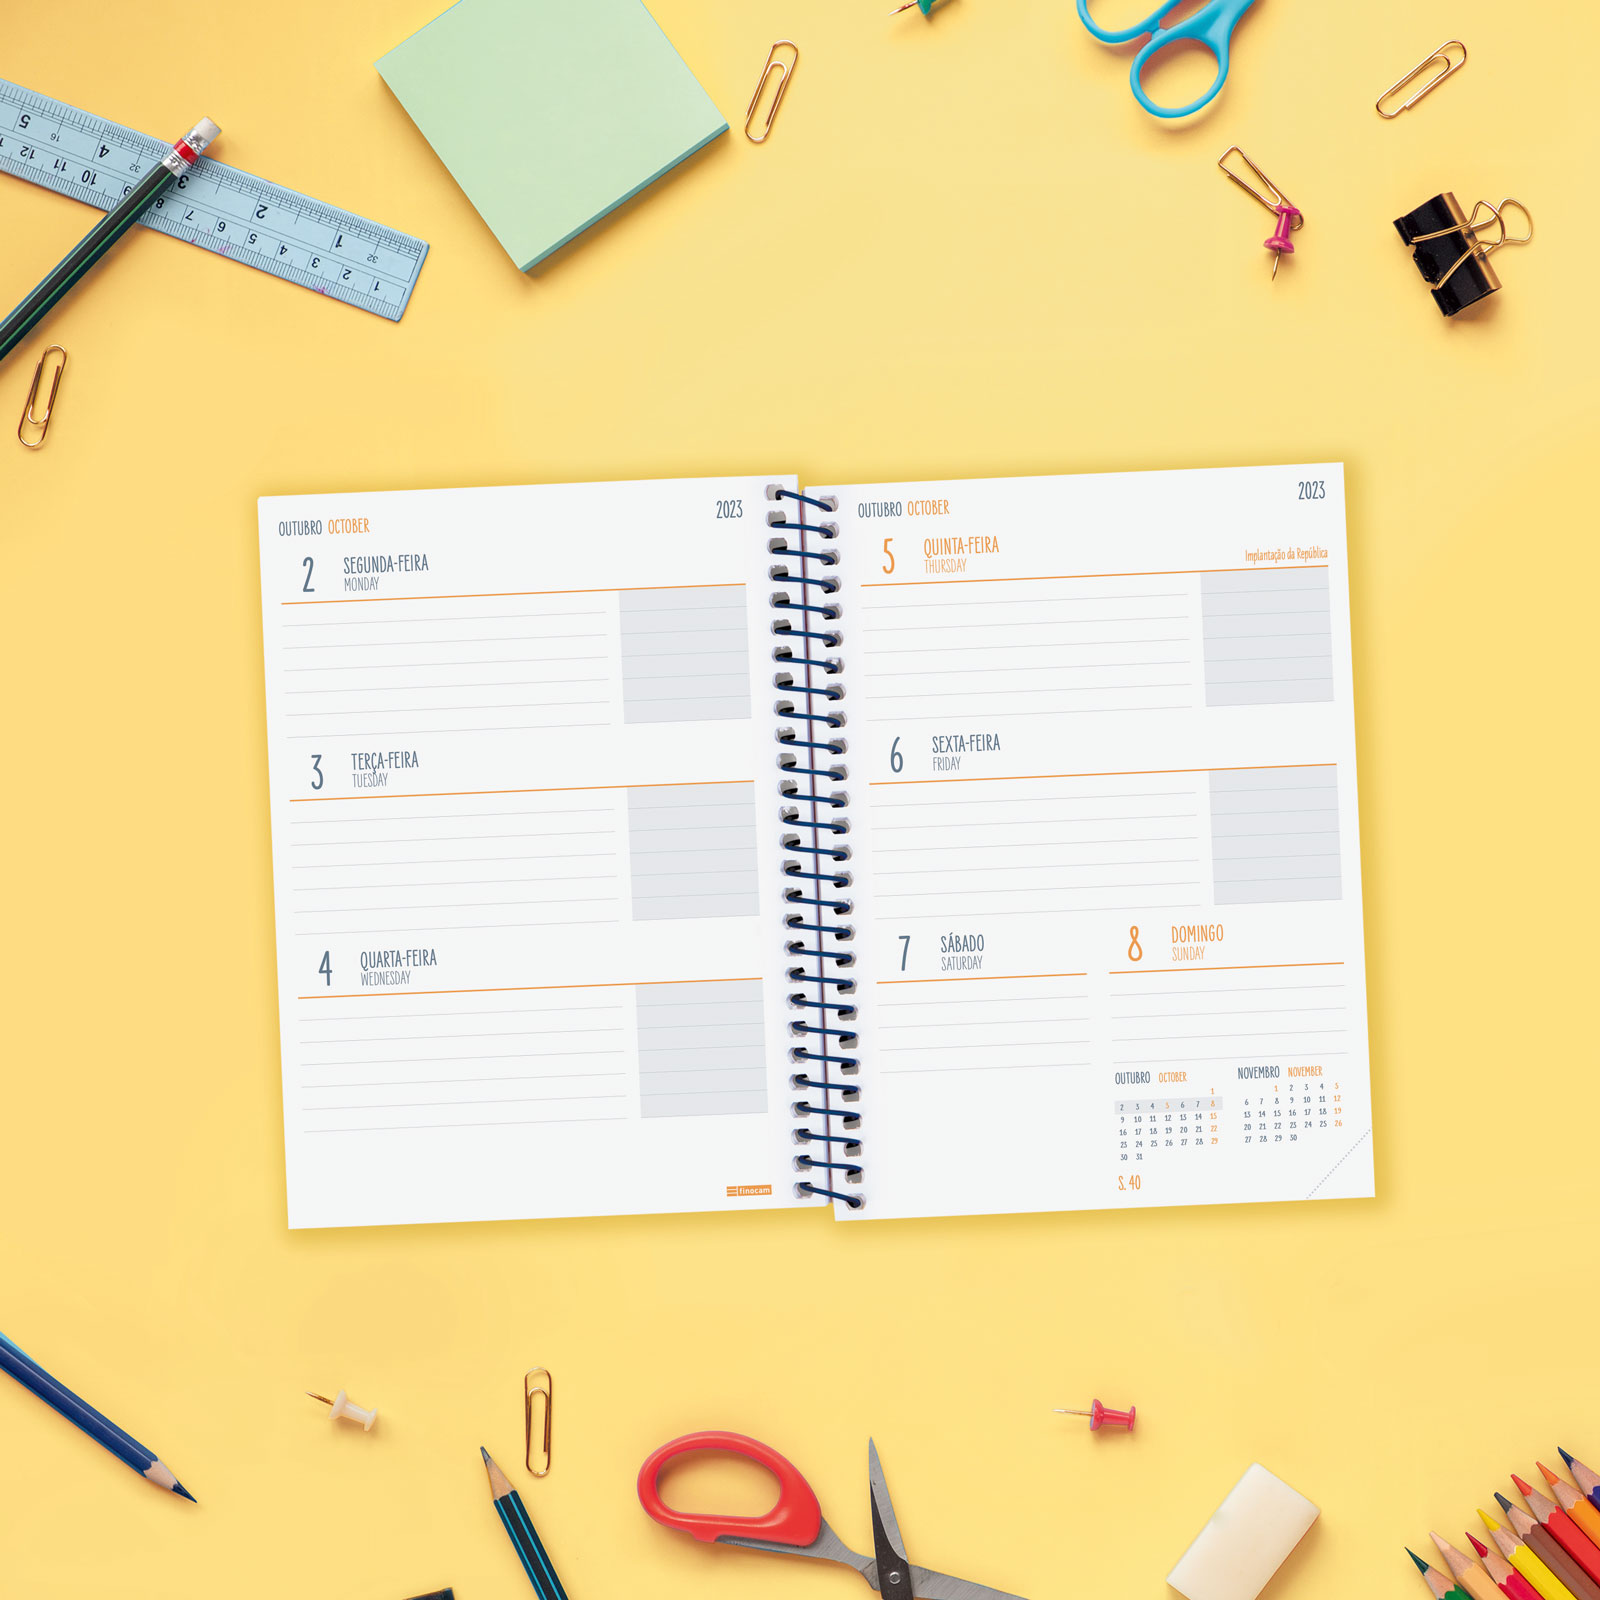 5 4 3 2 1
16 32 32
12 11 10 9 8 7 6 5 4 3 2 1
OUTUBRO OCTOBER
2023
2 SEGUNDA-FEIRA
MONDAY
3 TERÇA-FEIRA
TUESDAY
4 QUARTA-FEIRA
WEDNESDAY
finocam
OUTUBRO OCTOBER
2023
5 QUINTA-FEIRA
THURSDAY
Implantação da República
6 SEXTA-FEIRA
FRIDAY
7 SÁBADO
SATURDAY
8 DOMINGO
SUNDAY
OUTUBRO OCTOBER
1
2 3 4 5 6 7 8
9 10 11 12 13 14 15
16 17 18 19 20 21 22
23 24 25 26 27 28 29
30 31
NOVEMBRO NOVEMBER
1 2 3 4 5
6 7 8 9 10 11 12
13 14 15 16 17 18 19
20 21 22 23 24 25 26
27 28 29 30
S. 40